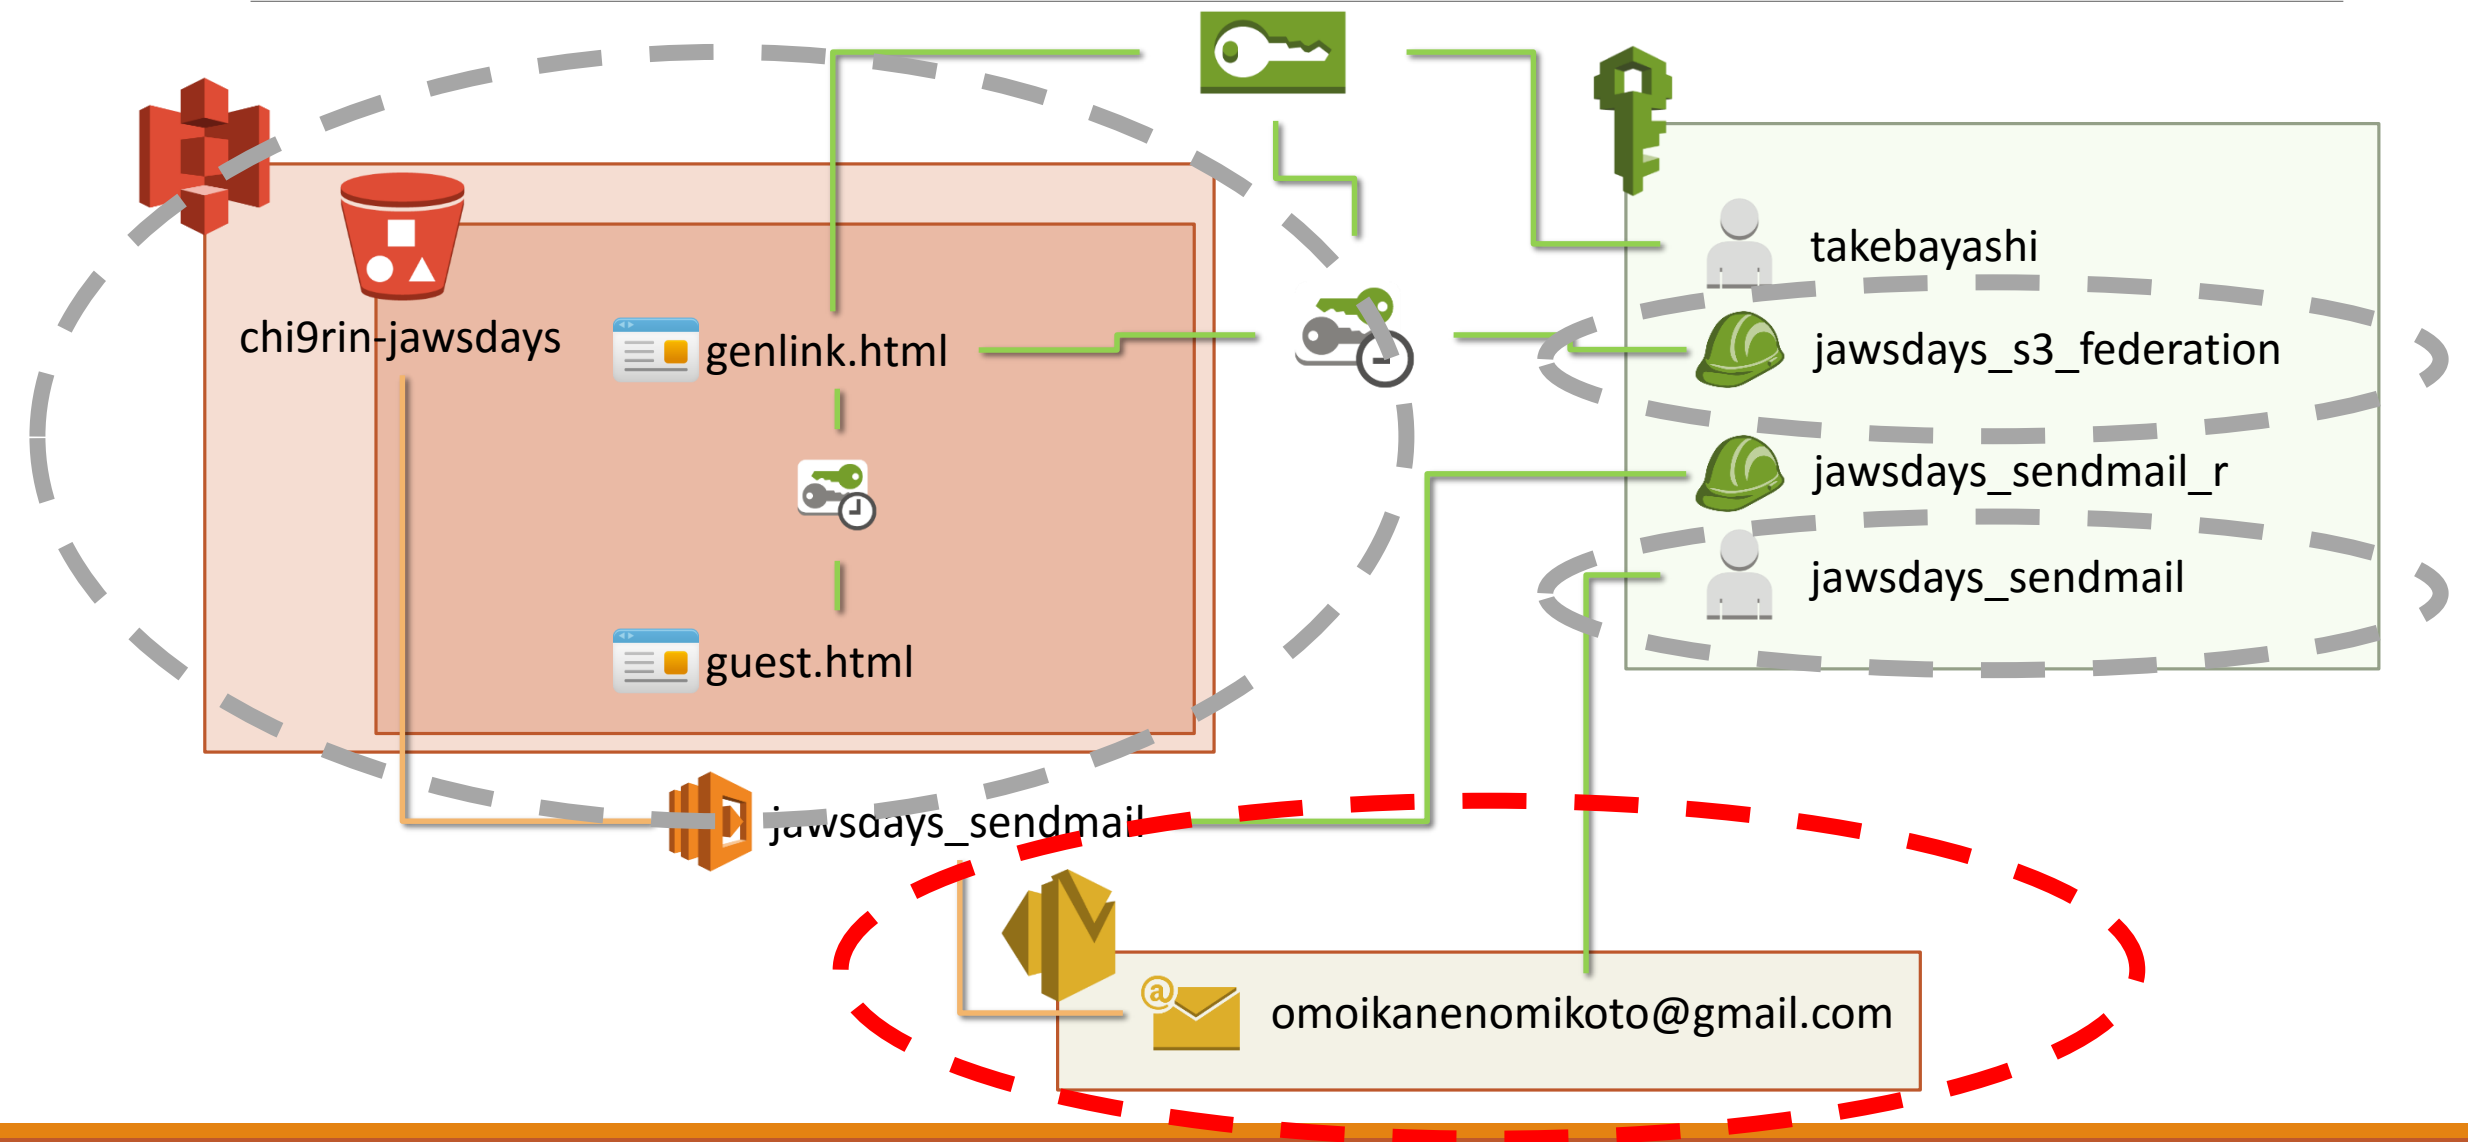 takebayashi
chi9rin-jawsdays
genlink.html
jawsdays_s3_federation
jawsdays_sendmail_r
jawsdays_sendmail
guest.html
jawsdays_sendmail
omoikanenomikoto@gmail.com